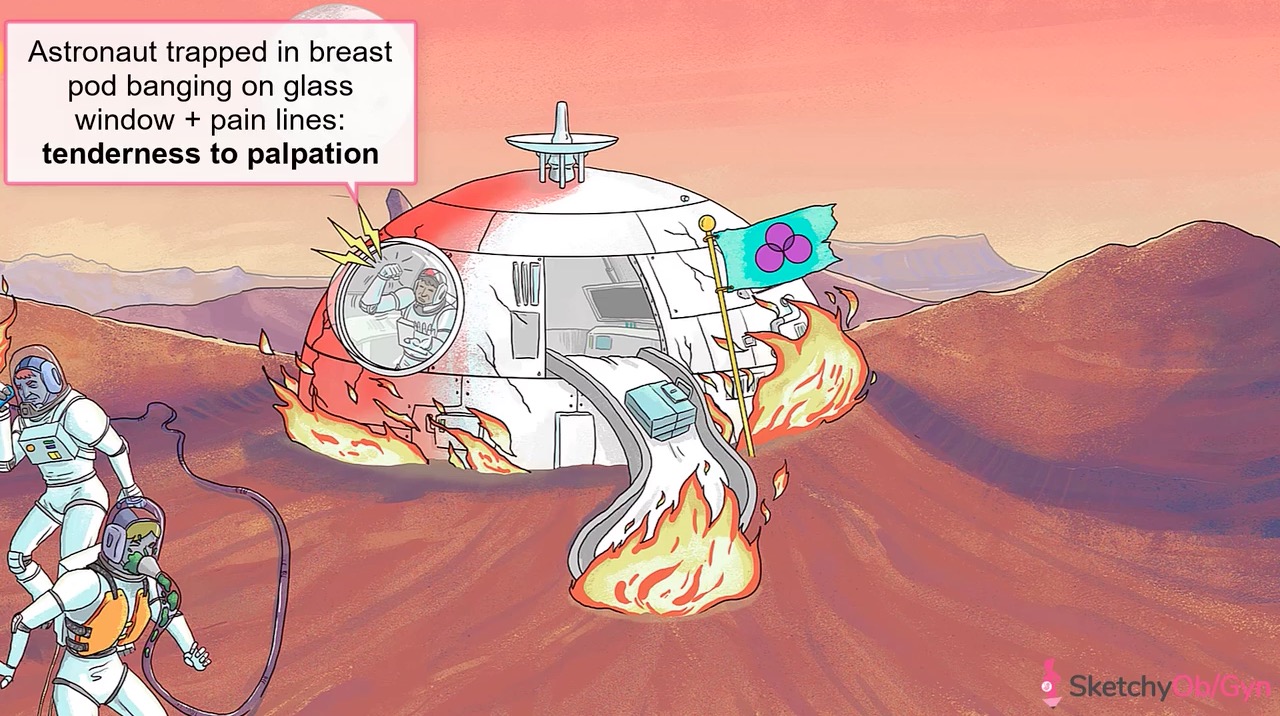 Astronaut trapped in breast
pod banging on glass
window + pain lines:
tenderness to palpation
SketchyOb/Gyn